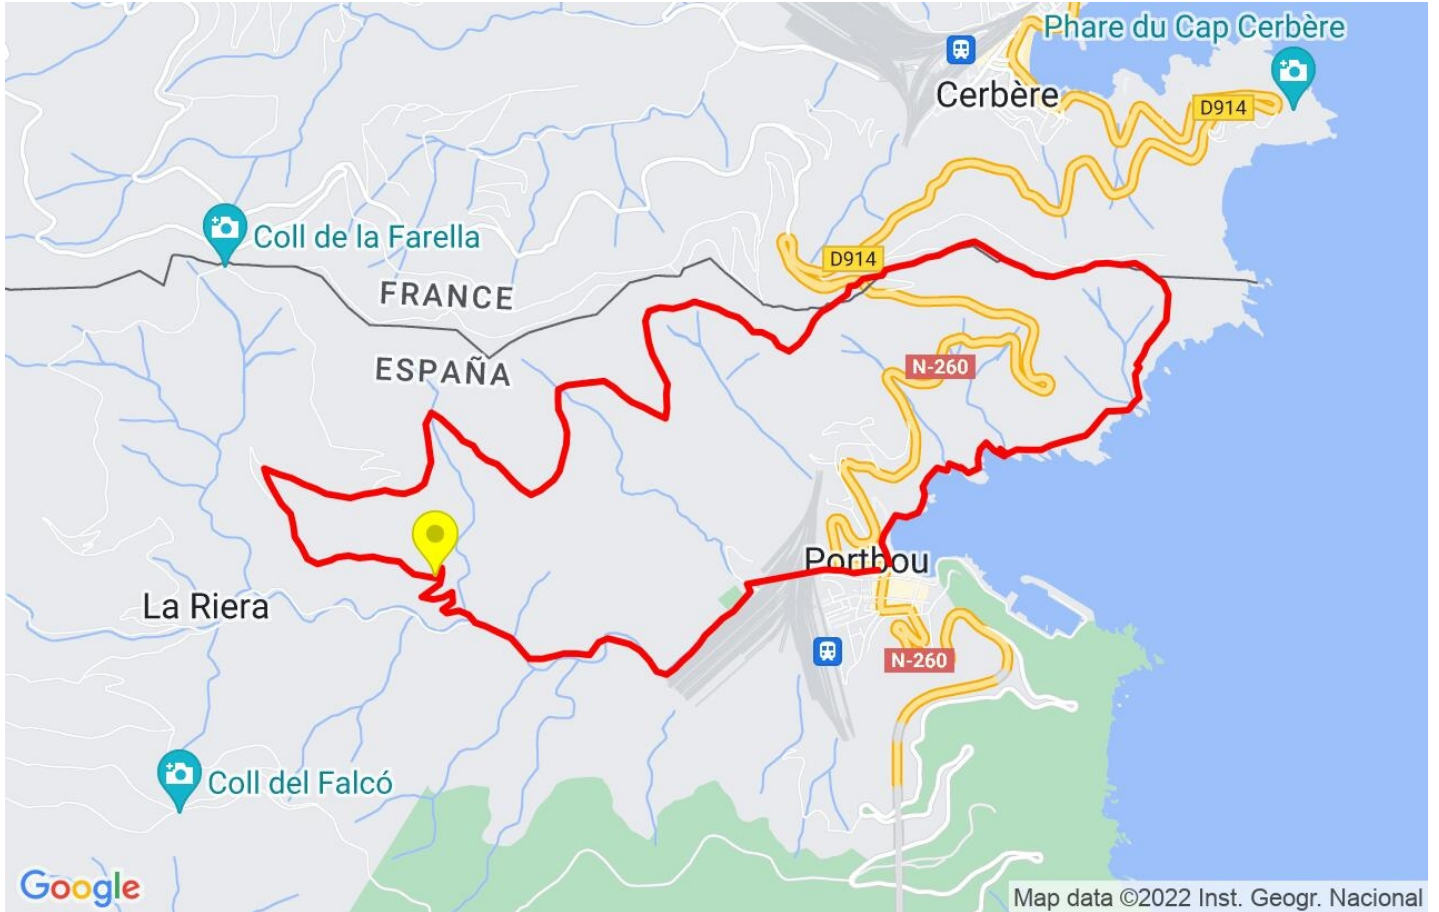 Phare du Cap Cerbère
Cerbère
D914
Coll de la Farella
D914
FRANCE
ESPAÑA
N-260
Portbou
La Riera
N-260
Coll del Falcó
Google
Map data ©2022 Inst. Geogr. Nacional